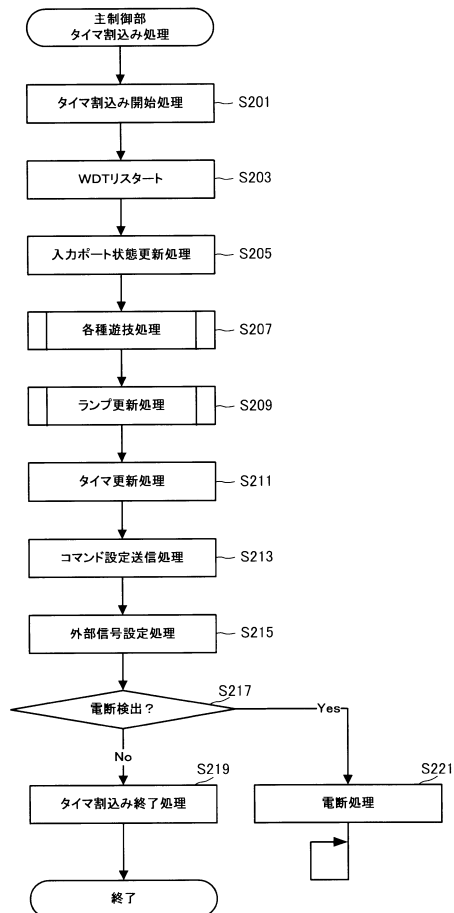 主制御部
タイマ割込み処理
タイマ割込み開始処理
S201
WDTリスタート
S203
入力ポート状態更新処理
S205
各種遊技処理
S207
ランプ更新処理
S209
タイマ更新処理
S211
コマンド設定送信処理
S213
外部信号設定処理
S215
電断検出？
S217
Yes
No
タイマ割込み終了処理
S219
電断処理
S221
終了